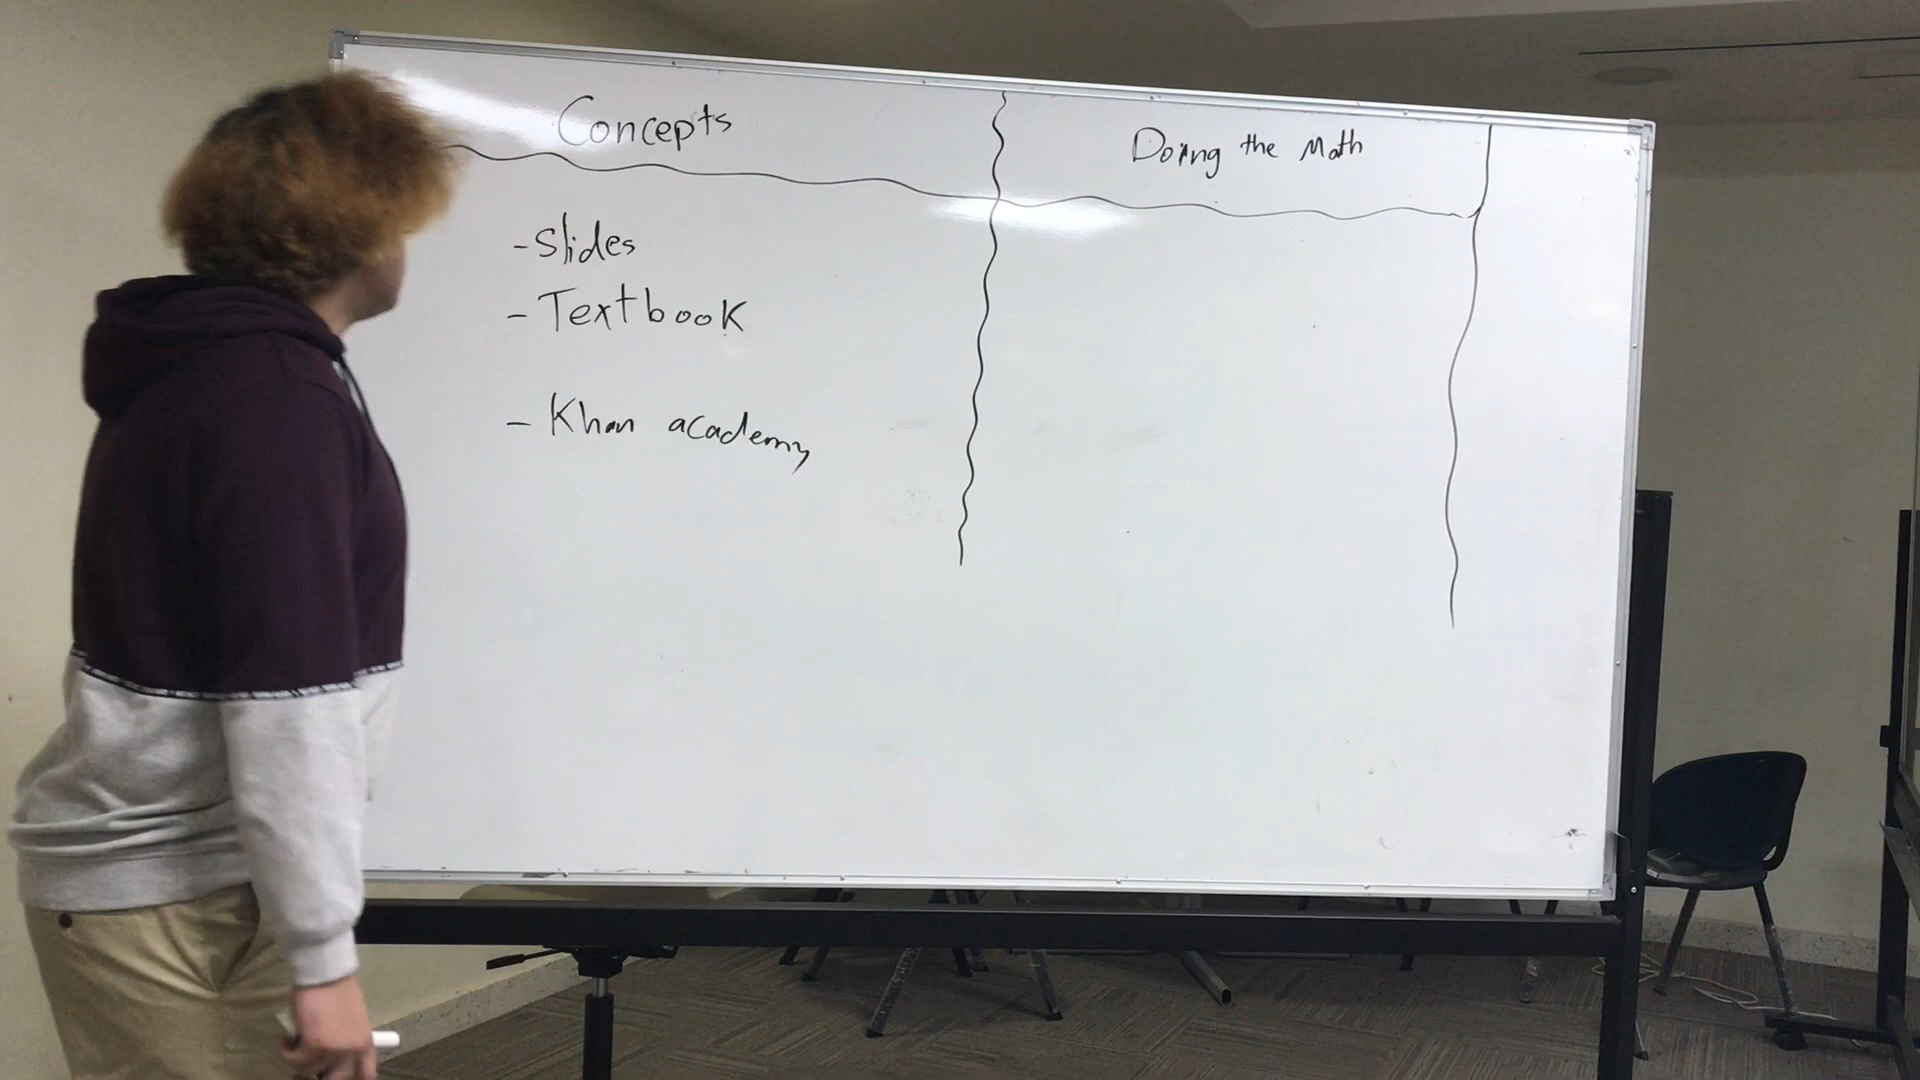 Concepts
Doing the Math
- Slides
- Textbook
- Khan academy